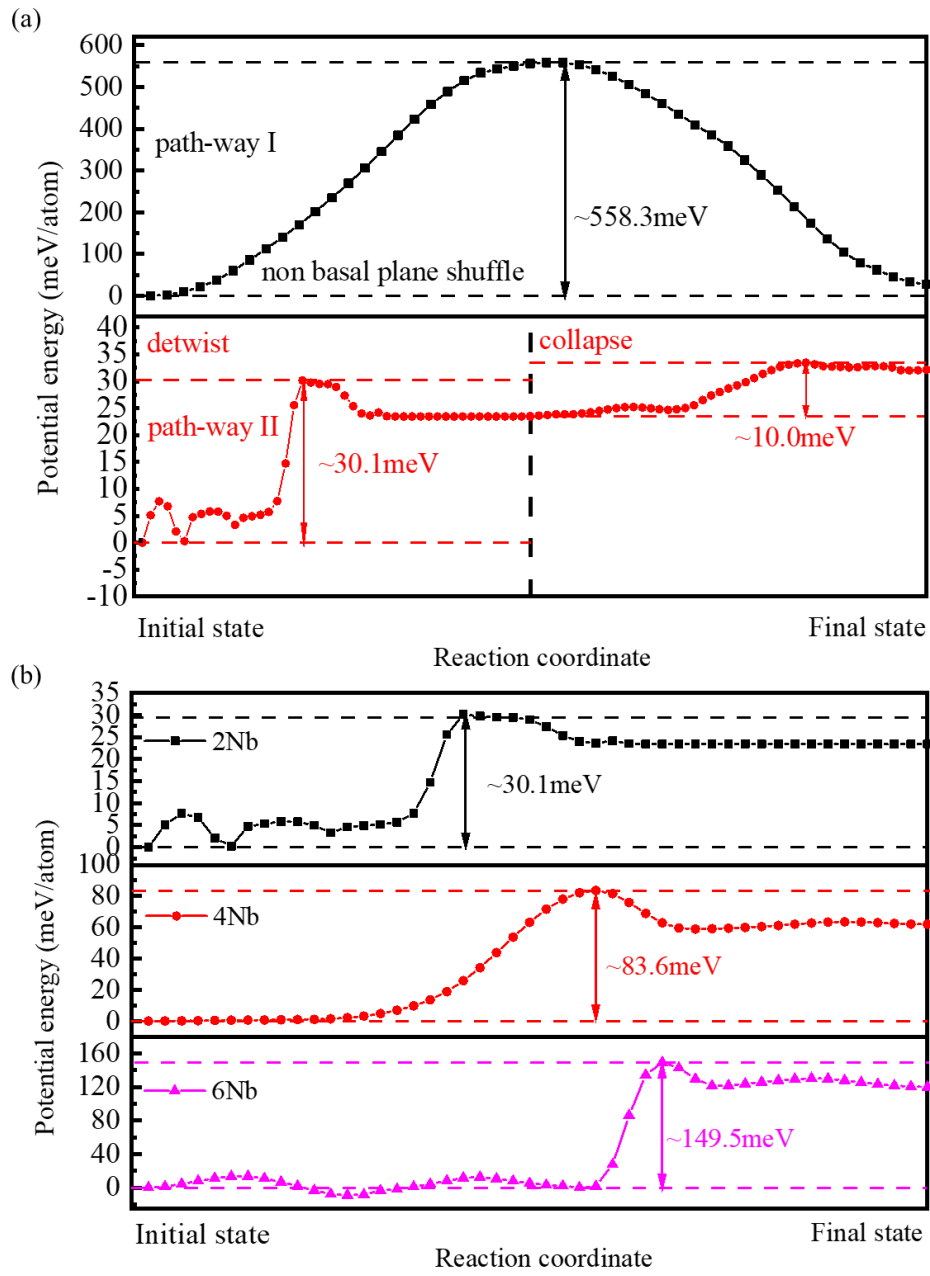 (a)
600
500
400
300
200
100
0
path-way I
~558.3meV
non basal plane shuffle
Potential energy (meV/atom)
40
35
30
25
20
15
10
5
0
-5
-10
detwist
collapse
path-way II
~30.1meV
~10.0meV
Initial state
Final state
Reaction coordinate
(b)
35
30
25
20
15
10
5
0
2Nb
~30.1meV
Potential energy (meV/atom)
100
80
60
40
20
0
4Nb
~83.6meV
160
120
80
40
0
6Nb
~149.5meV
Initial state
Final state
Reaction coordinate